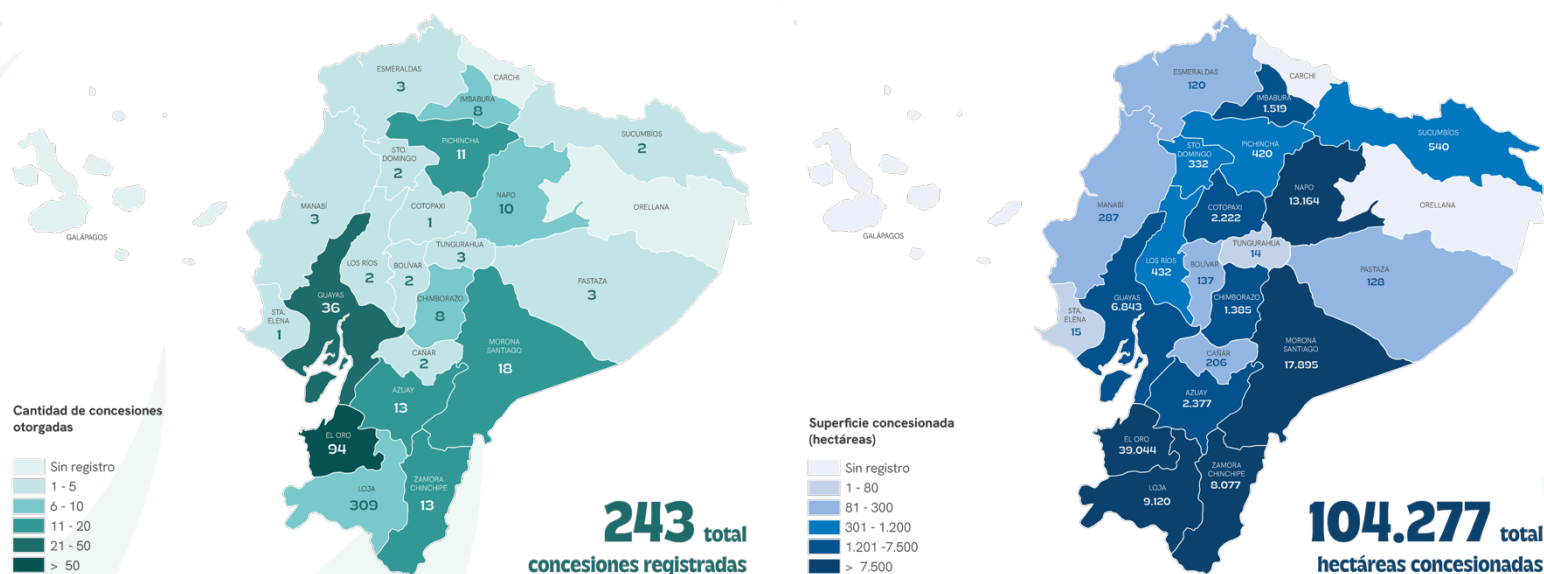 ESMERALDAS
3
CARCHI
IMBABURA
8
PICHINCHA
11
SUCUMBÍOS
2
STO.
DOMINGO
2
NAPO
10
ORELLANA
MANABÍ
3
COTOPAXI
1
GALÁPAGOS
TUNGURAHUA
3
LOS RÍOS
2
BOLÍVAR
2
PASTAZA
3
GUAYAS
36
CHIMBORAZO
8
STA.
ELENA
1
MORONA
SANTIAGO
18
CAÑAR
2
AZUAY
13
EL ORO
94
LOJA
309
ZAMORA
CHINCHIPE
13
Cantidad de concesiones
otorgadas
Sin registro
1 - 5
6 - 10
11 - 20
21 - 50
> 50
243 total
concesiones registradas
ESMERALDAS
120
CARCHI
IMBABURA
1.519
PICHINCHA
420
SUCUMBÍOS
540
STO.
DOMINGO
332
NAPO
13.164
ORELLANA
MANABÍ
287
COTOPAXI
2.222
GALÁPAGOS
TUNGURAHUA
14
LOS RÍOS
432
BOLÍVAR
137
PASTAZA
128
GUAYAS
6.843
CHIMBORAZO
1.385
STA.
ELENA
15
MORONA
SANTIAGO
17.895
CAÑAR
206
AZUAY
2.377
EL ORO
39.044
LOJA
9.120
ZAMORA
CHINCHIPE
8.077
Superficie concesionada
(hectáreas)
Sin registro
1 - 80
81 - 300
301 - 1.200
1.201 -7.500
> 7.500
104.277 total
hectáreas concesionadas